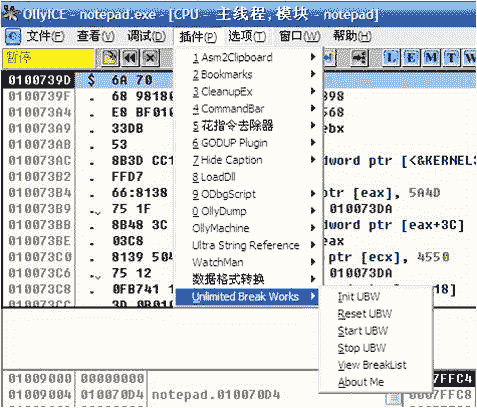 OllyICE - notepad.exe - [CPU - 主线程,模块 - notepad]
文件(F) 查看(V) 调试(D) 插件(P) 选项(T) 窗口(W) 帮助(H)
暂停 L E M T W
1 Asm2Clipboard
2 Bookmarks
3 CleanupEx
4 CommandBar
5 花指令去除器
6 GODUP Plugin
7 Hide Caption
8 LoadDll
9 ODbgScript
0 OllyDump
OllyMachine
Ultra String Reference
WatchMan
数据格式转换
Unlimited Break Works
Init UBW
Reset UBW
Start UBW
Stop UBW
View BreakList
About Me
0100739D $ 6A 70
0100739F . 68 98180 398
010073A4 . E8 BF010 568
010073A9 . 33DB ebx
010073AB . 53
010073AC . 8B3D CC1 dword ptr [<&KERNEL3
010073B2 . FFD7
010073B4 . 66:8138 ptr [eax], 5A4D
010073B9 . 75 1F 010073DA
010073BB . 8B48 3C dword ptr [eax+3C]
010073BE . 03C8 eax
010073C0 . 8139 504 ptr [ecx], 4550
010073C6 . 75 12 010073DA
010073C8 . 0FB741 1 18]
010073CC . 3D 0B010
01009000 00000000 7FFC4
01009004 010070D4 notepad.010070D4